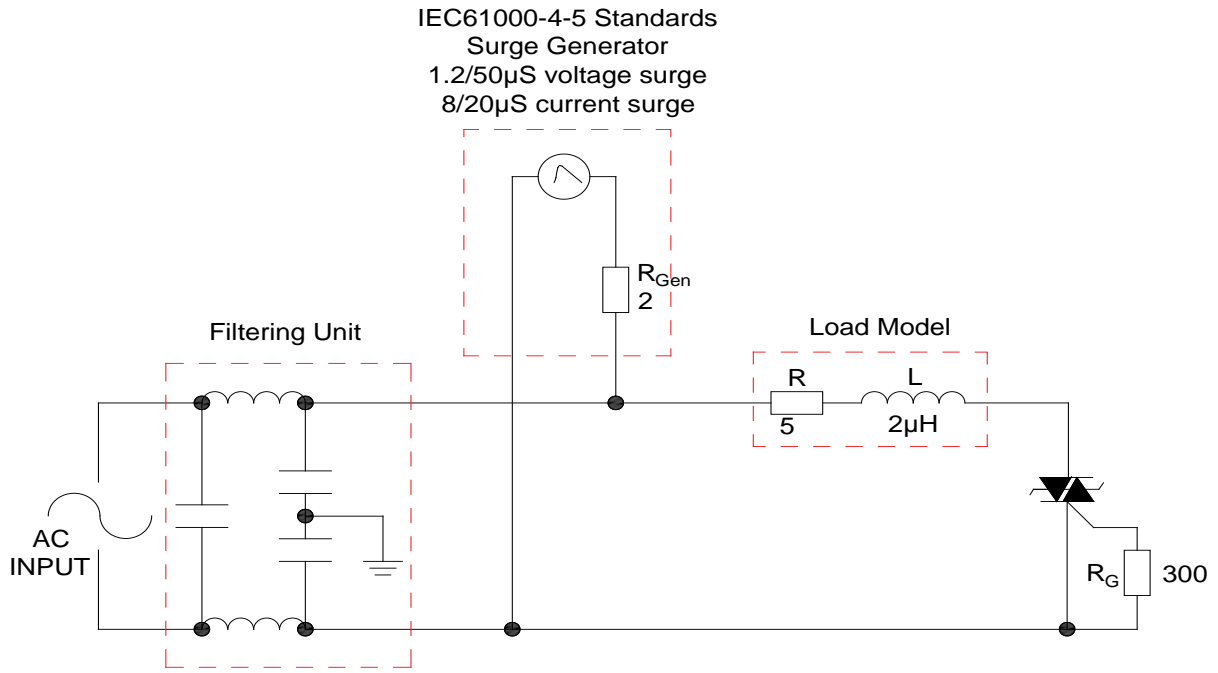 IEC61000-4-5 Standards
Surge Generator
1.2/50µS voltage surge
8/20µS current surge
RGen
2
Filtering Unit
Load Model
R
L
5
2µH
AC
INPUT
RG
300